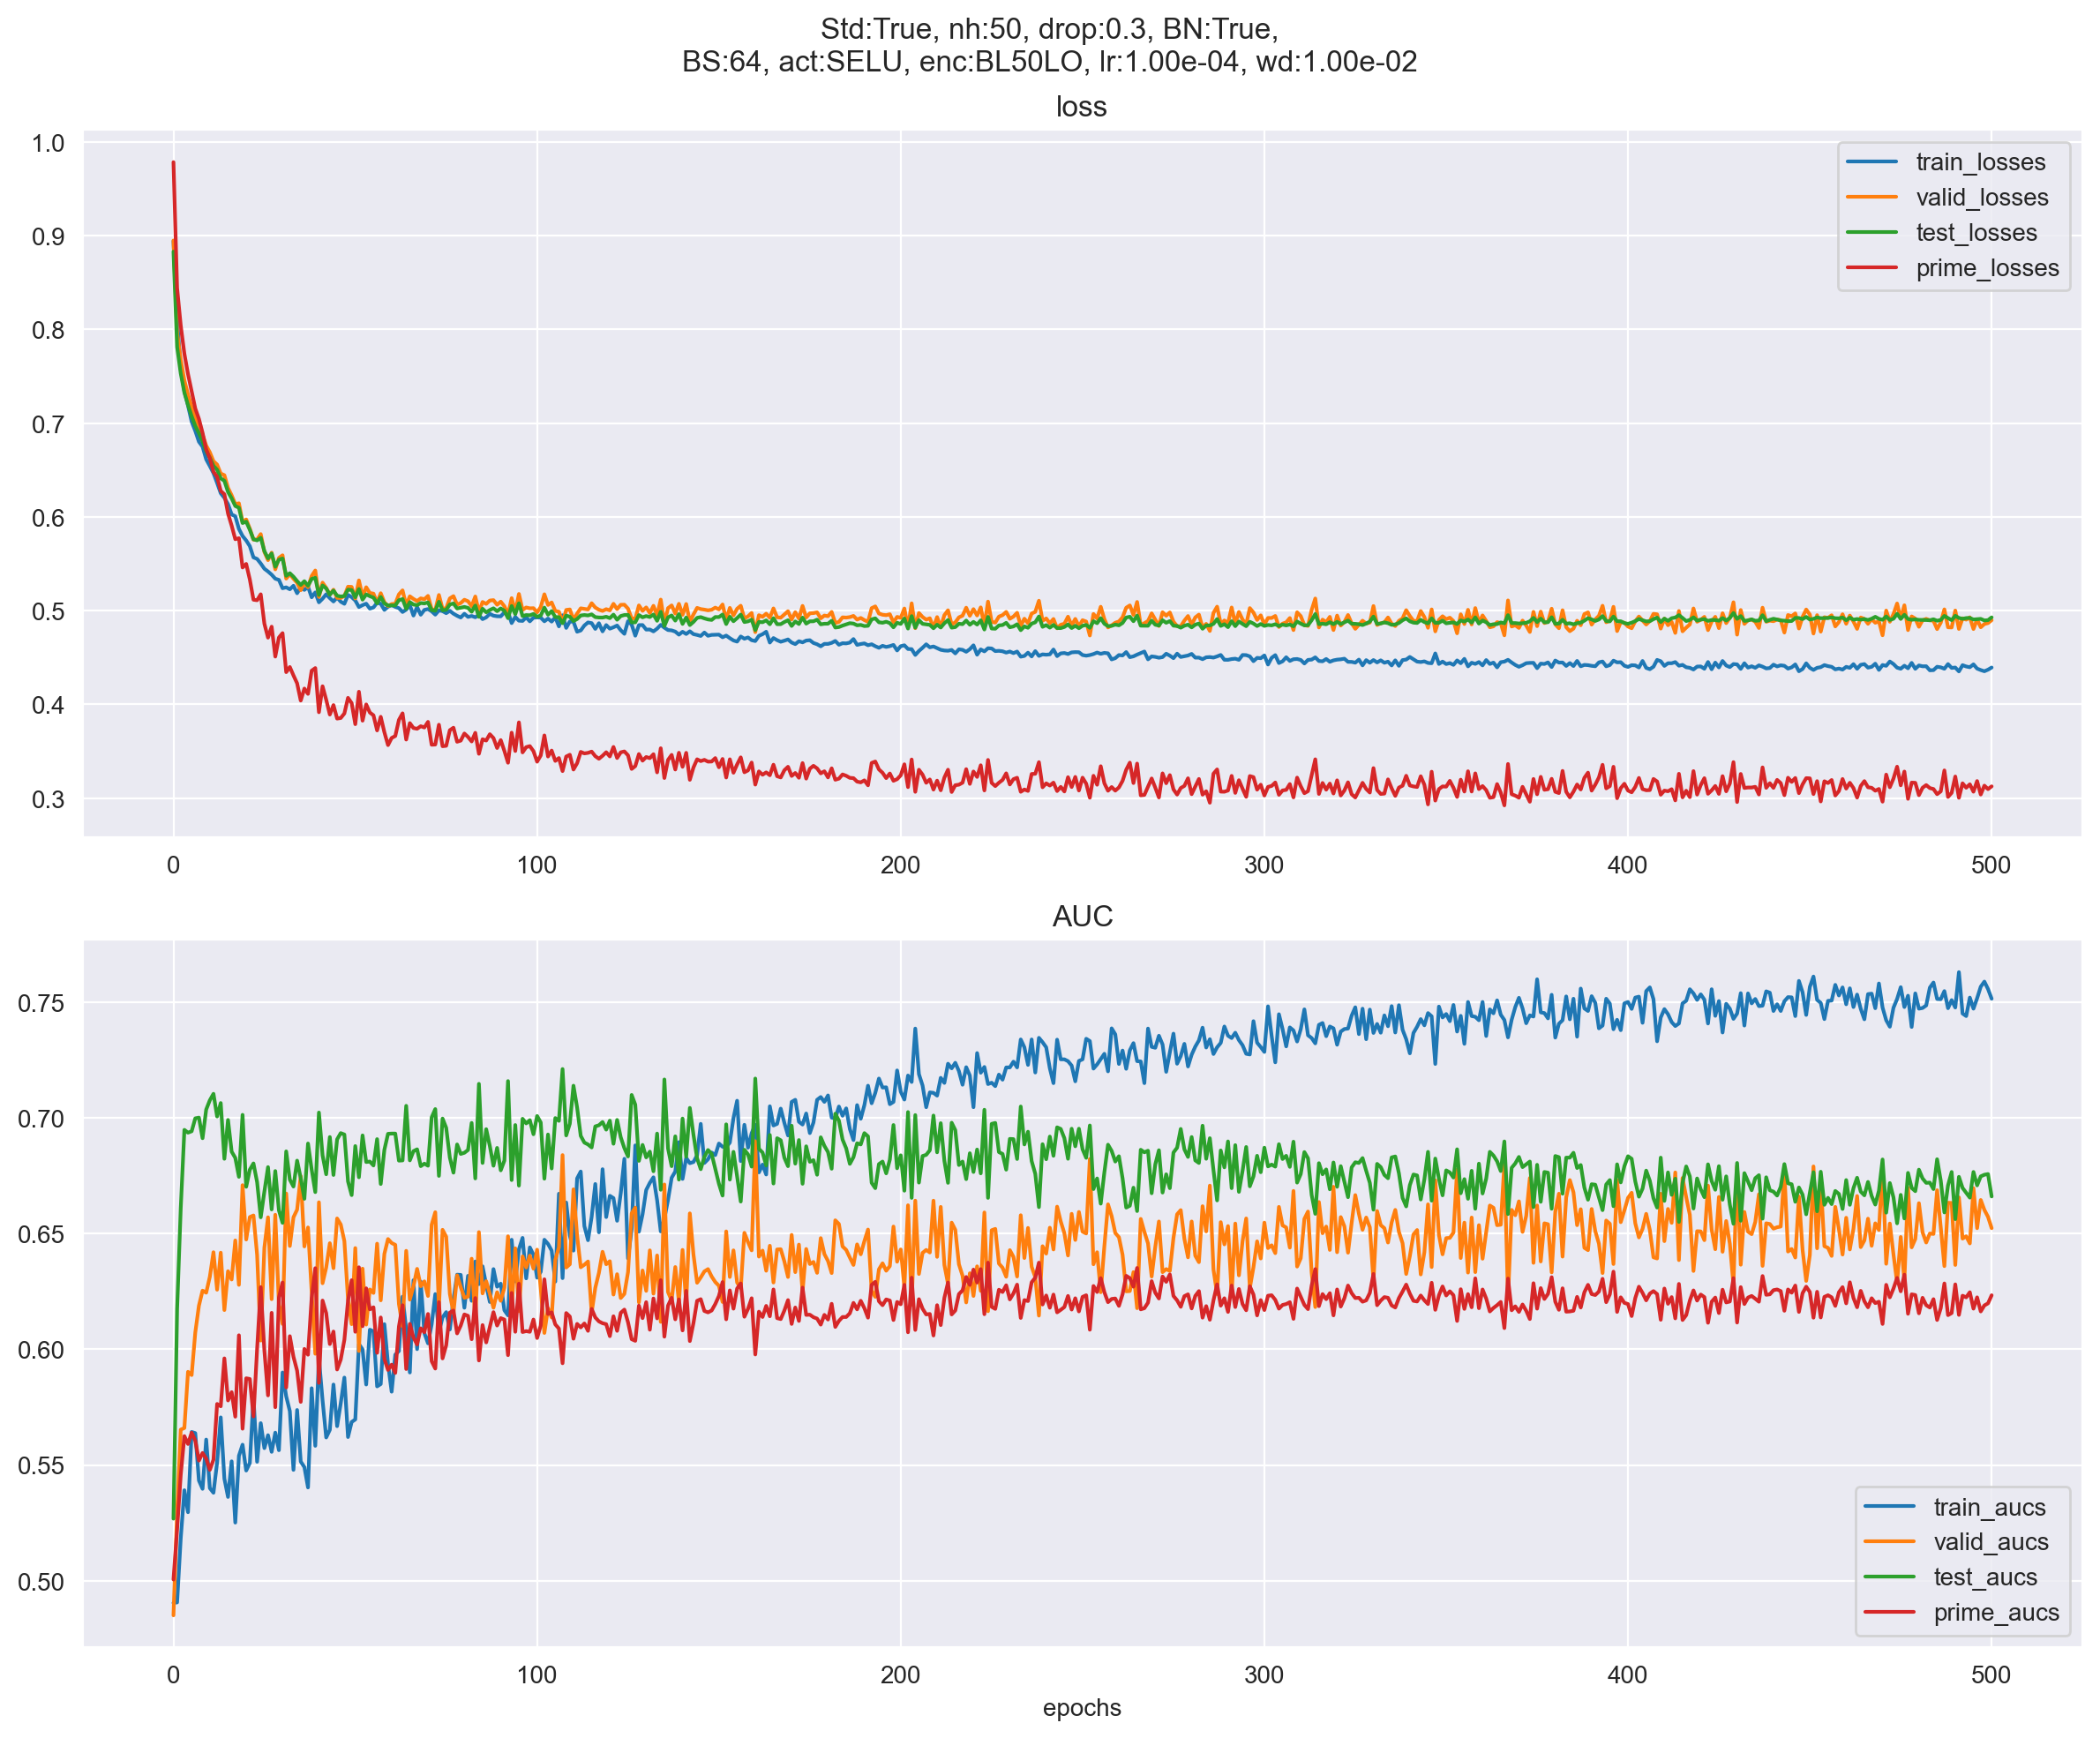 Std:True, nh:50, drop:0.3, BN:True,
BS:64, act:SELU, enc:BL50LO, lr:1.00e-04, wd:1.00e-02
loss
1.0
0.9
0.8
0.7
0.6
0.5
0.4
0.3
train_losses
valid_losses
test_losses
prime_losses
0 100 200 300 400 500
AUC
0.75
0.70
0.65
0.60
0.55
0.50
train_aucs
valid_aucs
test_aucs
prime_aucs
0 100 200 300 400 500
epochs